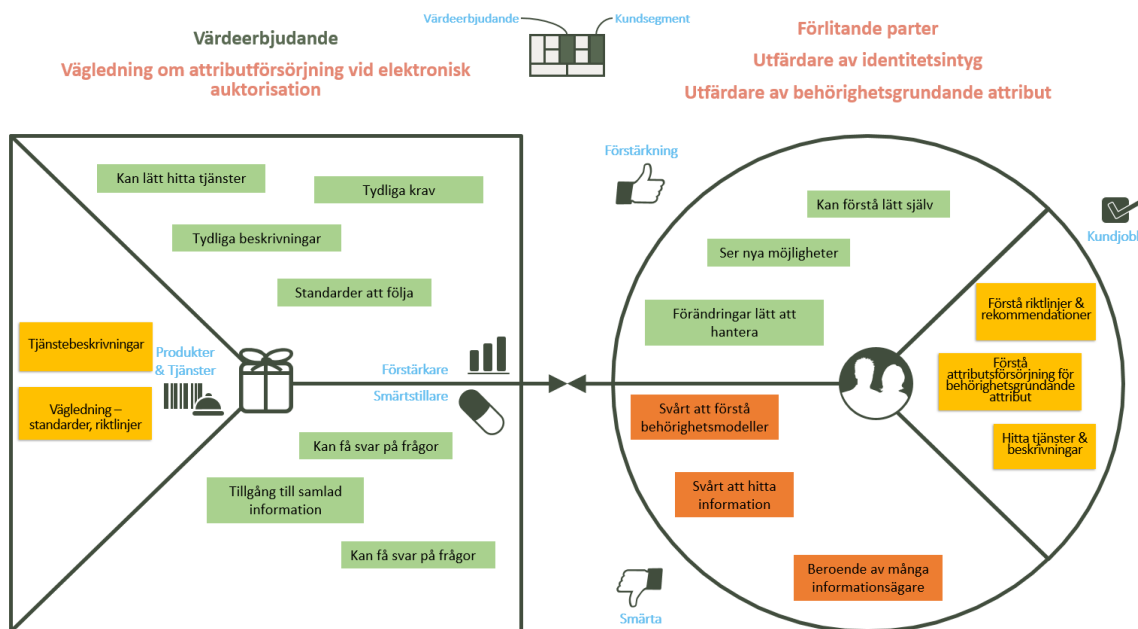 Värdeerbjudande
Kundsegment
Värdeerbjudande
Vägledning om attributförsörjning vid elektronisk
auktorisation
Förlitande parter
Utfärdare av identitetsintyg
Utfärdare av behörighetsgrundande attribut
Kan lätt hitta tjänster
Tydliga krav
Tydliga beskrivningar
Standarder att följa
Tjänstebeskrivningar
Produkter
& Tjänster
Vägledning –
standarder, riktlinjer
Förstärkare
Smärtstillare
Kan få svar på frågor
Tillgång till samlad
information
Kan få svar på frågor
Förstärkning
Kan förstå lätt själv
Ser nya möjligheter
Förändringar lätt att
hantera
Kundjobb
Förstå riktlinjer &
rekommendationer
Förstå
attributsförsörjning för
behörighetsgrundande
attribut
Hitta tjänster &
beskrivningar
Svårt att förstå
behörighetsmodeller
Svårt att hitta
information
Beroende av många
informationsägare
Smärta